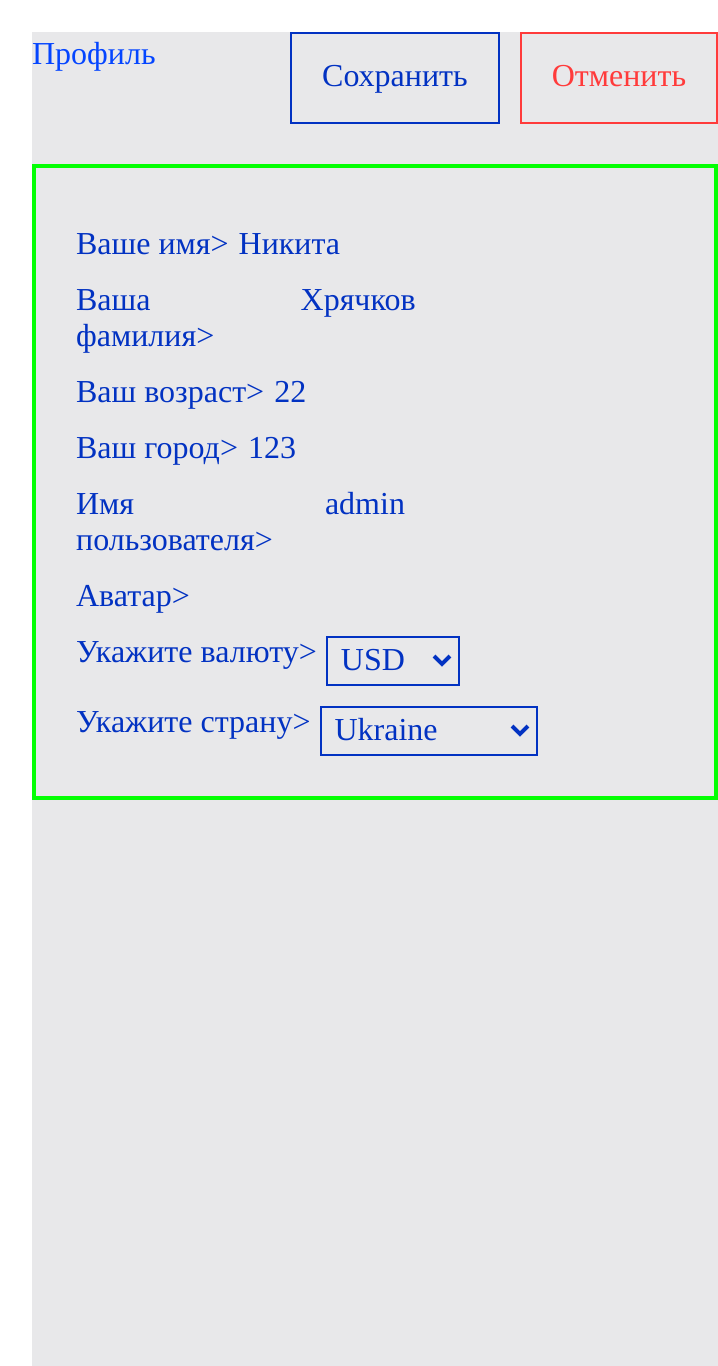 Профиль
Сохранить
Отменить
Ваше имя> Никита
Ваша Хрячков
фамилия>
Ваш возраст> 22
Ваш город> 123
Имя admin
пользователя>
Аватар>
Укажите валюту> USD
Укажите страну> Ukraine